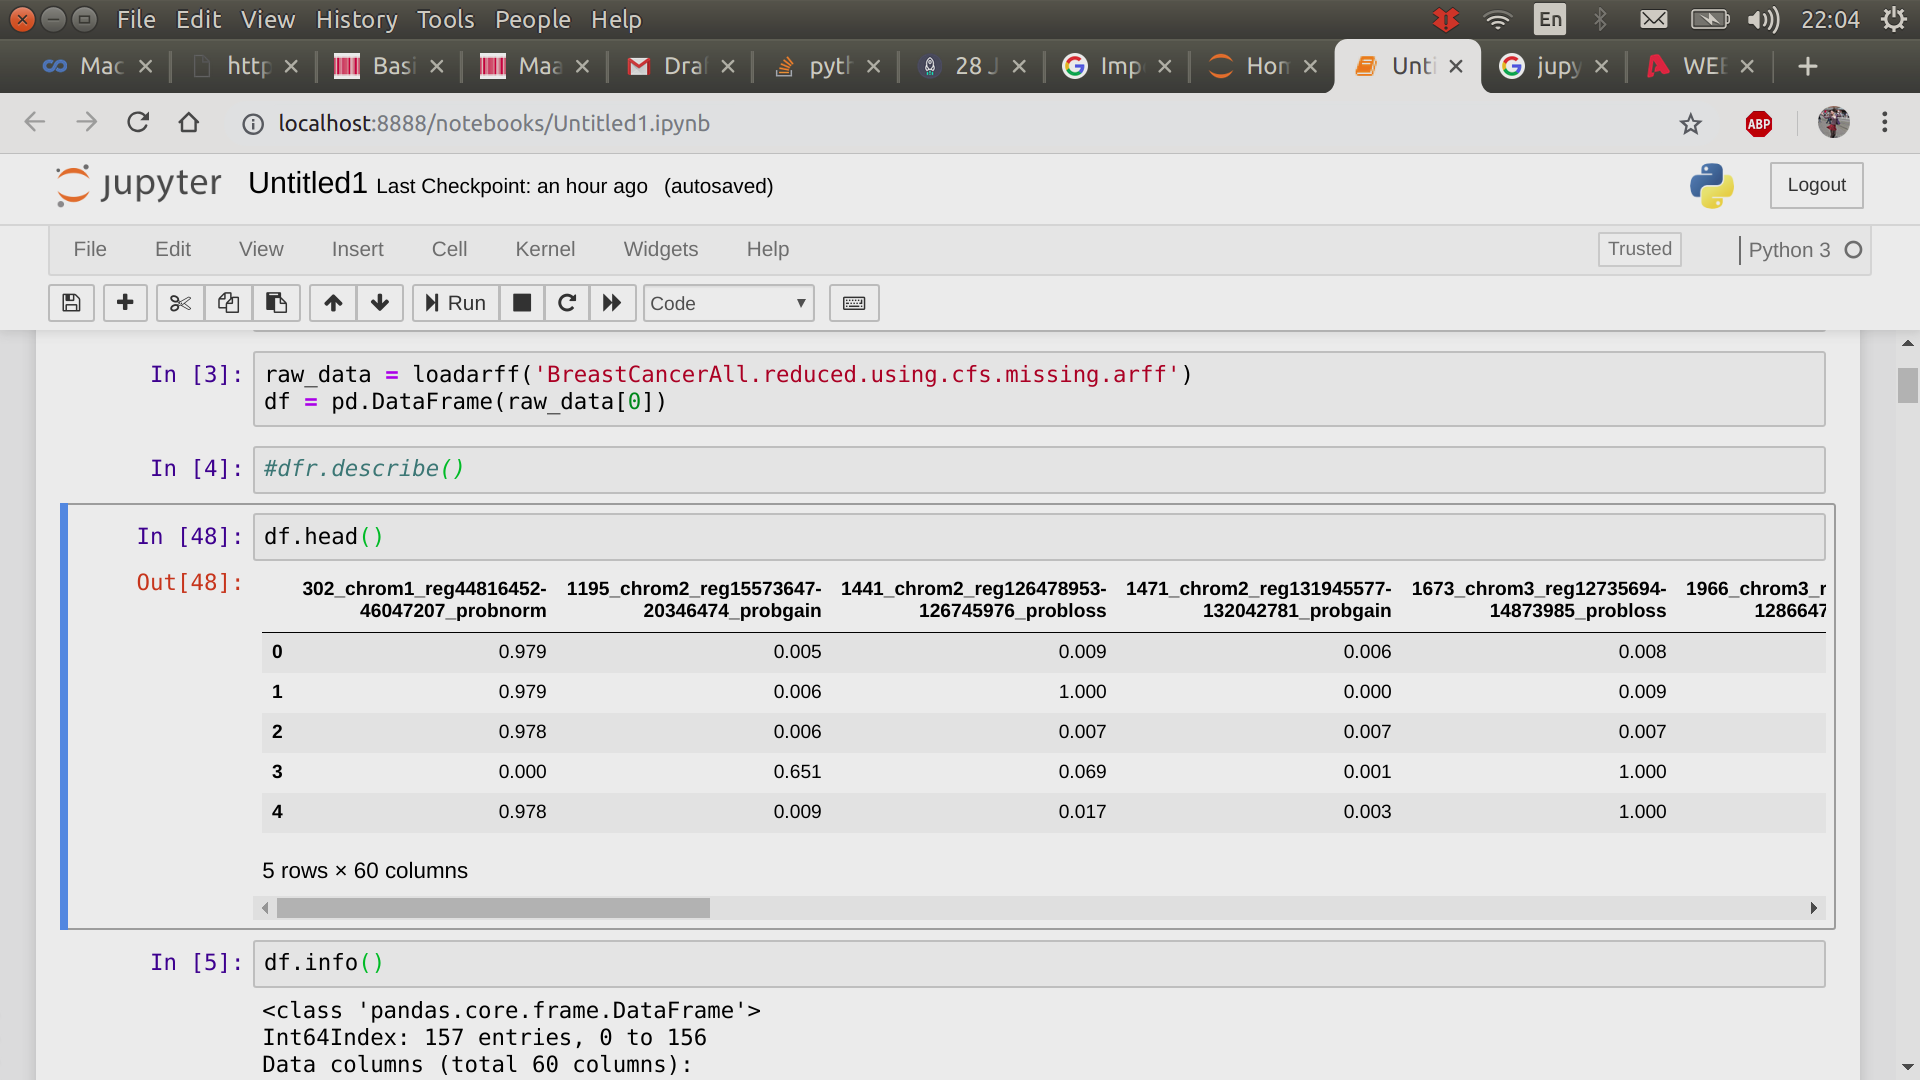 File Edit View History Tools People Help
En
22:04
Mac
http
Basi
Maa
Dra
pyth
28 J
Imp
Hom
Unti
jupy
WEB
localhost:8888/notebooks/Untitled1.ipynb
ABP
jupyter Untitled1 Last Checkpoint: an hour ago (autosaved)
Logout
File Edit View Insert Cell Kernel Widgets Help
Trusted
Python 3
Run
Code
In [3]: raw_data = loadarff('BreastCancerAll.reduced.using.cfs.missing.arff')
df = pd.DataFrame(raw_data[0])
In [4]: #dfr.describe()
In [48]: df.head()
Out[48]:
302_chrom1_reg44816452- 1195_chrom2_reg15573647- 1441_chrom2_reg126478953- 1471_chrom2_reg131945577- 1673_chrom3_reg12735694- 1966_chrom3_r
46047207_probnorm 20346474_probgain 126745976_probloss 132042781_probgain 14873985_probloss 1286647
0 0.979 0.005 0.009 0.006 0.008
1 0.979 0.006 1.000 0.000 0.009
2 0.978 0.006 0.007 0.007 0.007
3 0.000 0.651 0.069 0.001 1.000
4 0.978 0.009 0.017 0.003 1.000
5 rows × 60 columns
In [5]: df.info()
<class 'pandas.core.frame.DataFrame'>
Int64Index: 157 entries, 0 to 156
Data columns (total 60 columns):